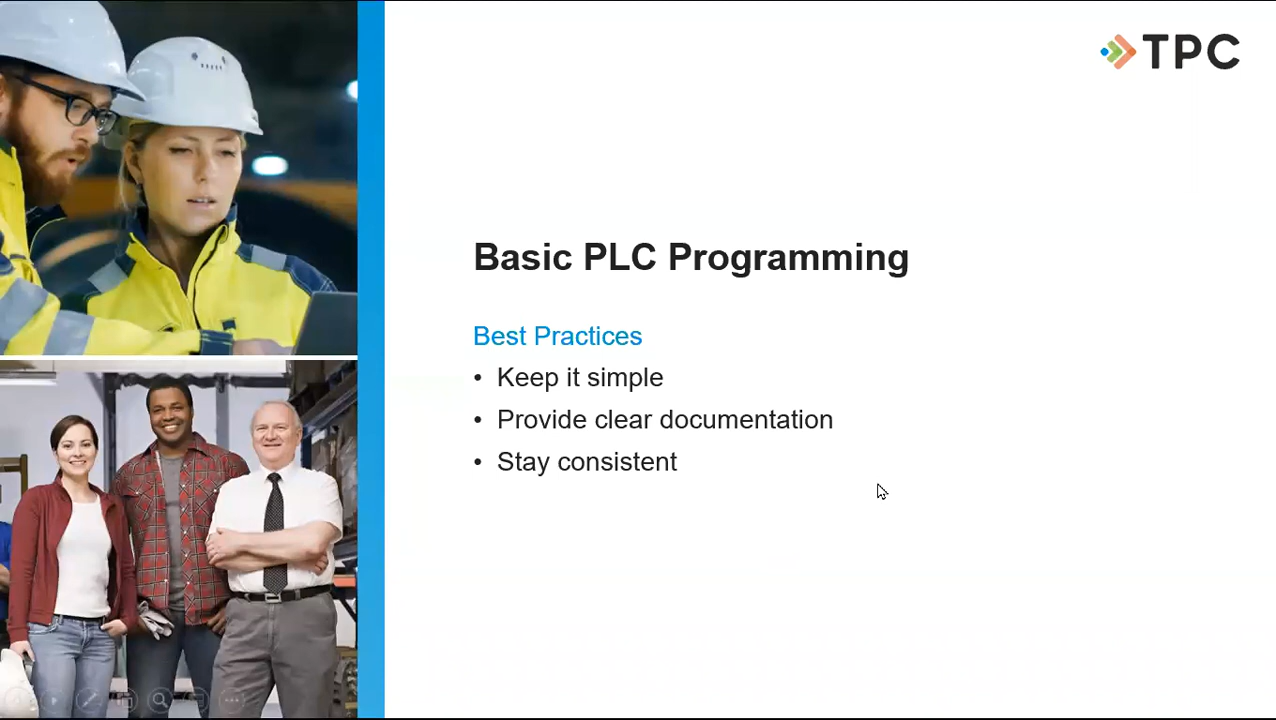 TPC
Basic PLC Programming
Best Practices
• Keep it simple
• Provide clear documentation
• Stay consistent